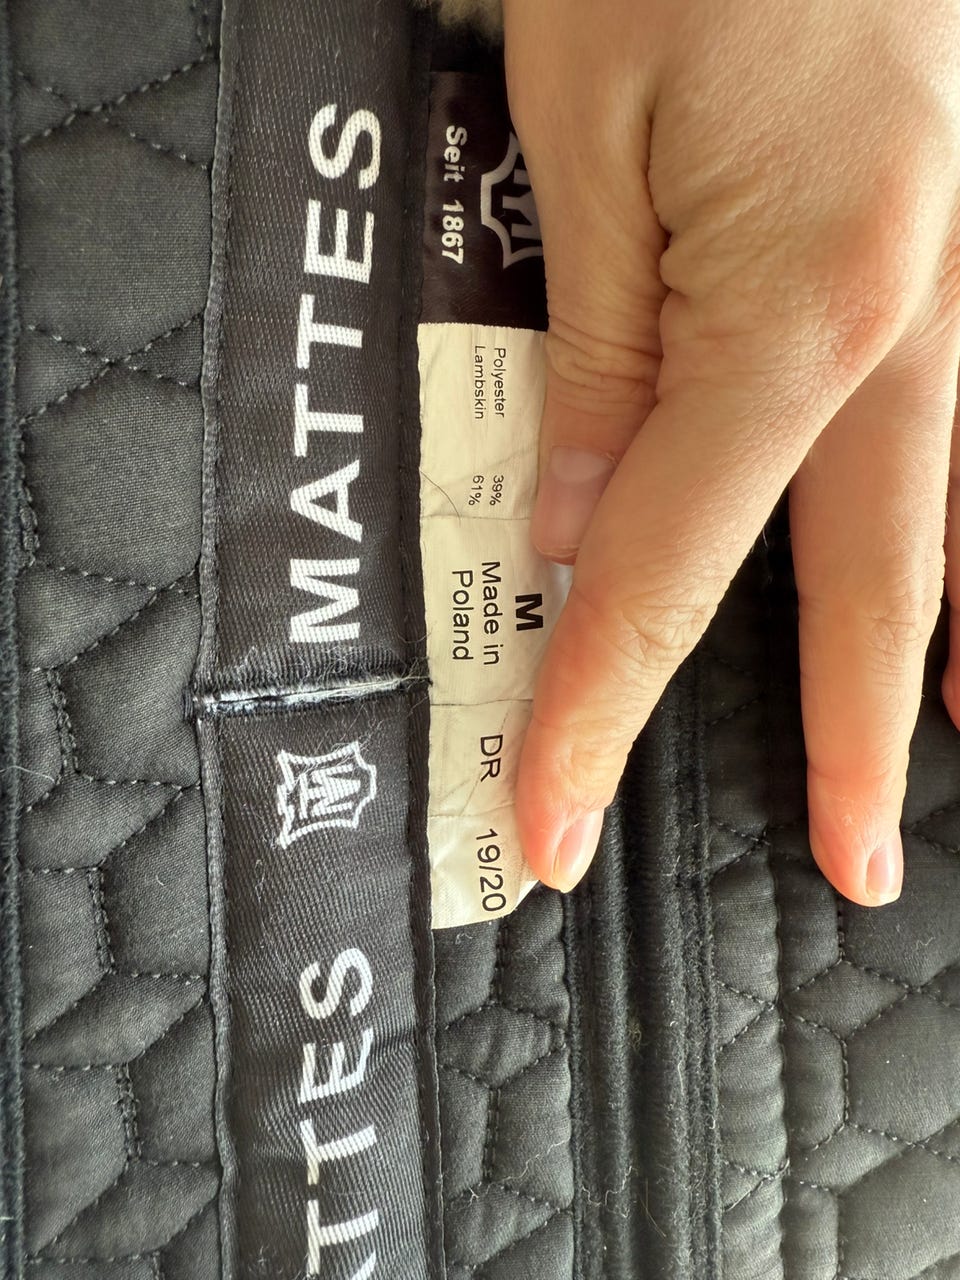 MATTES
Seit 1867
Polyester 39%
Lambskin 61%
M
Made in
Poland
DR
19/20
TTES